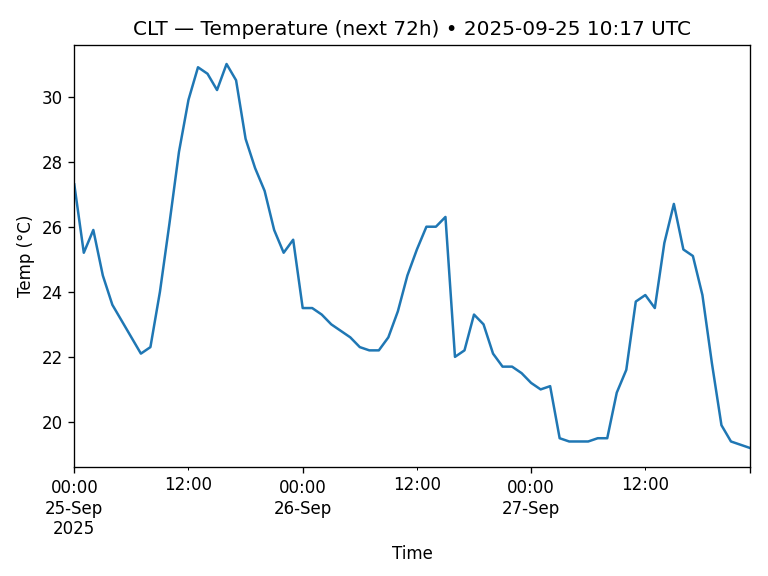 CLT — Temperature (next 72h) • 2025-09-25 10:17 UTC
Temp (°C)
30
28
26
24
22
20
00:00 12:00 00:00 12:00 00:00 12:00
25-Sep 26-Sep 27-Sep
2025
Time